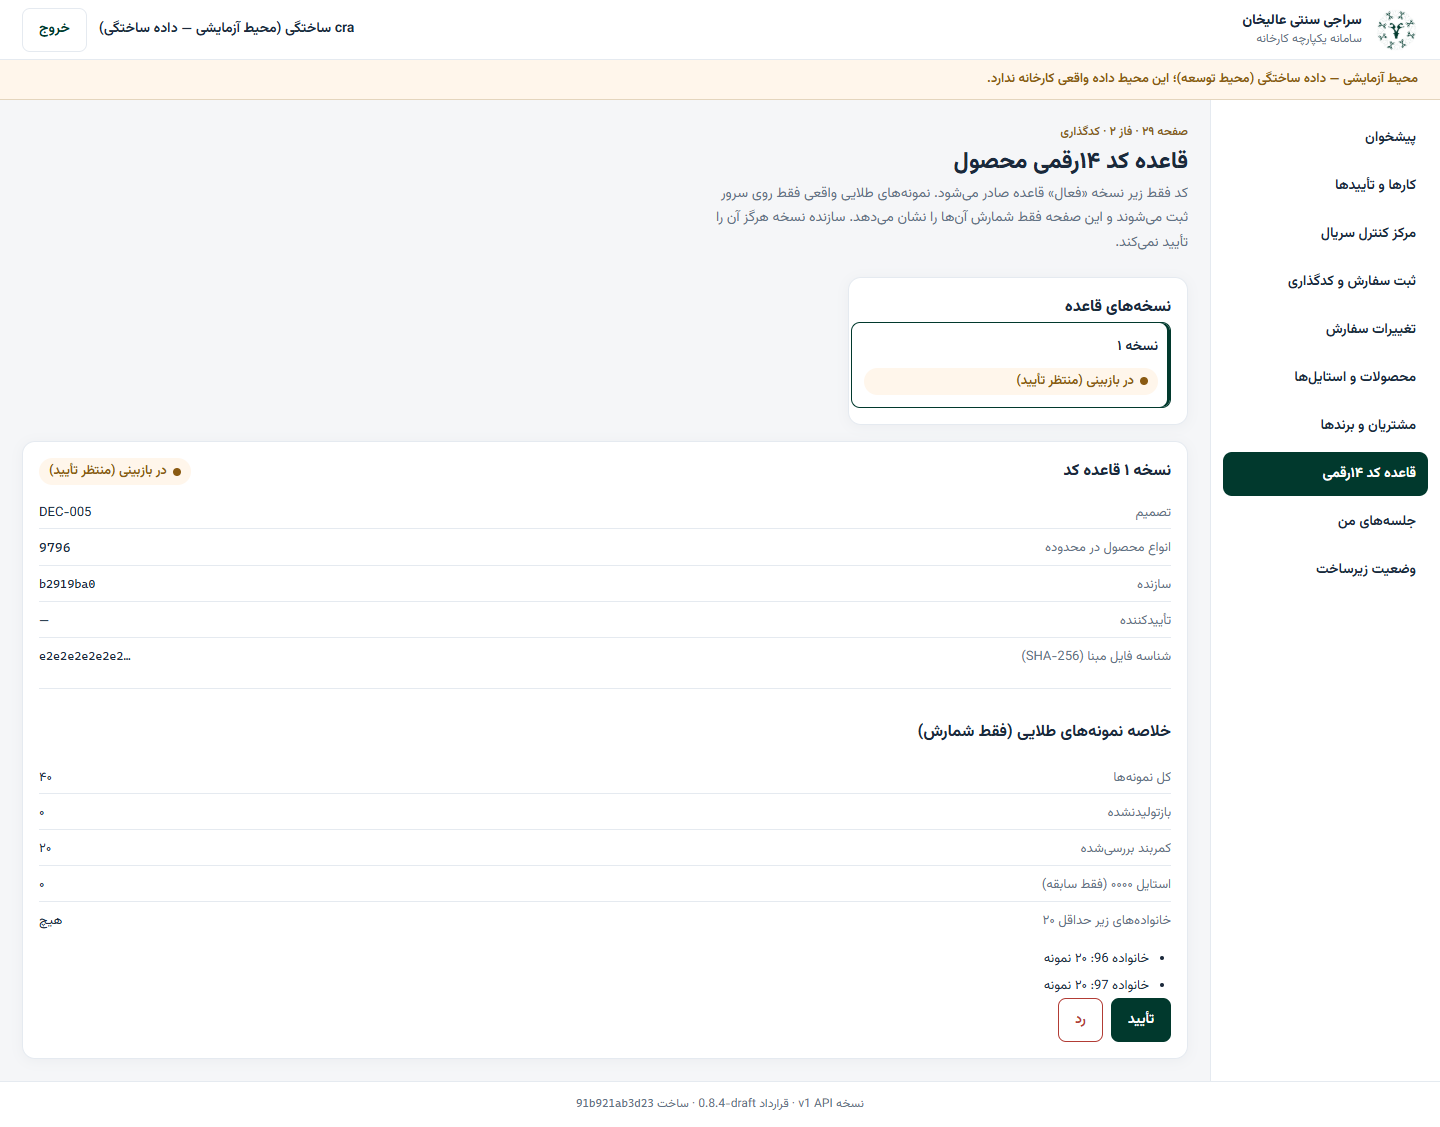 سراجی سنتی عالیخان
سامانه یکپارچه کارخانه
cra ساختگی (محیط آزمایشی — داده ساختگی)
خروج
محیط آزمایشی — داده ساختگی (محیط توسعه)؛ این محیط داده واقعی کارخانه ندارد.
پیشخوان
کارها و تأییدها
مرکز کنترل سریال
ثبت سفارش و کدگذاری
تغییرات سفارش
محصولات و استایل‌ها
مشتریان و برندها
قاعده کد ۱۴رقمی
جلسه‌های من
وضعیت زیرساخت
صفحه ۲۹ · فاز ۲ · کدگذاری
قاعده کد ۱۴رقمی محصول
کد فقط زیر نسخه «فعال» قاعده صادر می‌شود. نمونه‌های طلایی واقعی فقط روی سرور
ثبت می‌شوند و این صفحه فقط شمارش آن‌ها را نشان می‌دهد. سازنده نسخه هرگز آن را
تأیید نمی‌کند.
نسخه‌های قاعده
نسخه ۱
در بازبینی (منتظر تأیید)
نسخه ۱ قاعده کد
در بازبینی (منتظر تأیید)
تصمیم
DEC-005
انواع محصول در محدوده
9796
سازنده
b2919ba0
تأییدکننده
—
شناسه فایل مبنا (SHA-256)
e2e2e2e2e2e2…
خلاصه نمونه‌های طلایی (فقط شمارش)
کل نمونه‌ها
۴۰
بازتولیدنشده
۰
کمربند بررسی‌شده
۲۰
استایل ۰۰۰۰ (فقط سابقه)
۰
خانواده‌های زیر حداقل ۲۰
هیچ
• خانواده 96: ۲۰ نمونه
• خانواده 97: ۲۰ نمونه
تأیید
رد
نسخه v1 API · قرارداد 0.8.4-draft · ساخت 91b921ab3d23